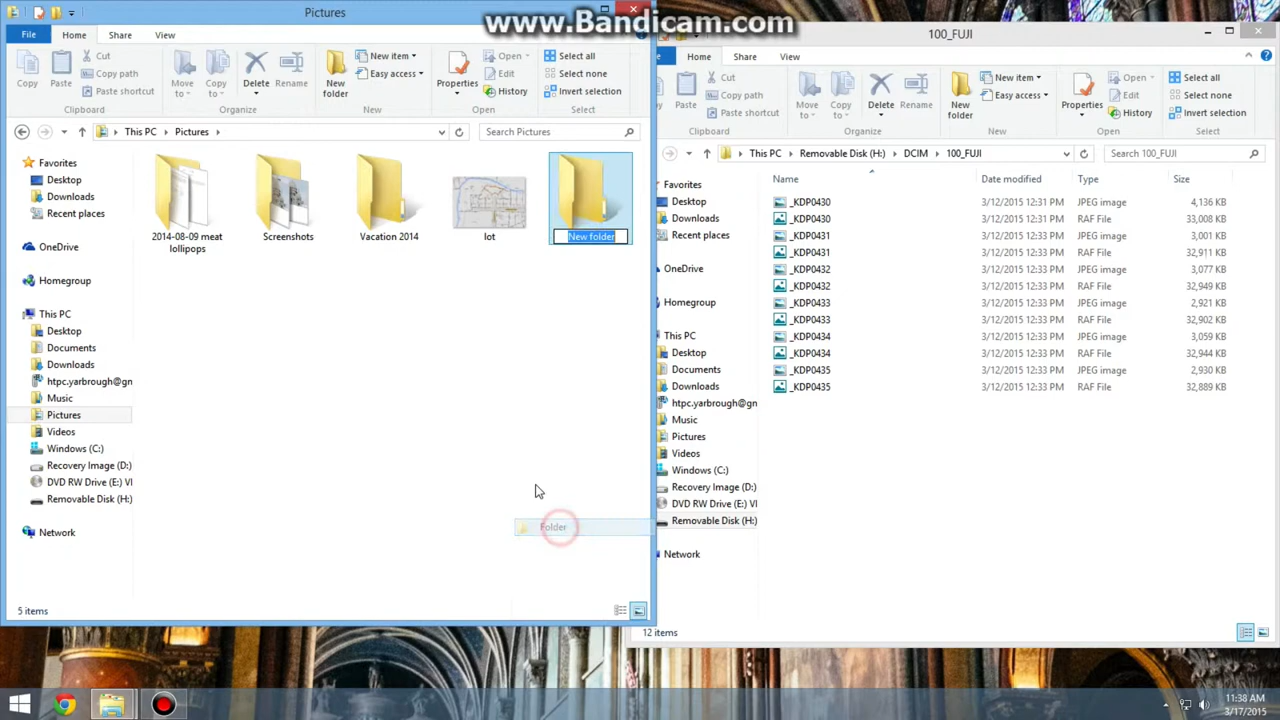 www.Bandicam.com
Pictures
File Home Share View
Copy
Paste
Cut
Copy path
Paste shortcut
Clipboard
Move to
Copy to
Delete
Rename
Organize
New folder
New item
Easy access
New
Properties
Open
Edit
History
Open
Select all
Select none
Invert selection
Select
This PC Pictures
Search Pictures
Favorites
Desktop
Downloads
Recent places
OneDrive
Homegroup
This PC
Desktop
Documents
Downloads
htpc.yarbrough@gn
Music
Pictures
Videos
Windows (C:)
Recovery Image (D:)
DVD RW Drive (E:) VI
Removable Disk (H:)
Network
2014-08-09 meat
lollipops
Screenshots
Vacation 2014
lot
New folder
Folder
5 items
100_FUJI
Home Share View
Paste
Cut
Copy path
Paste shortcut
Clipboard
Move to
Copy to
Delete
Rename
Organize
New folder
New item
Easy access
New
Properties
Open
Edit
History
Open
Select all
Select none
Invert selection
Select
This PC Removable Disk (H:) DCIM 100_FUJI
Search 100_FUJI
Favorites
Desktop
Downloads
Recent places
OneDrive
Homegroup
This PC
Desktop
Documents
Downloads
htpc.yarbrough@gn
Music
Pictures
Videos
Windows (C:)
Recovery Image (D:)
DVD RW Drive (E:) VI
Removable Disk (H:)
Network
Name Date modified Type Size
_KDP0430 3/12/2015 12:31 PM JPEG image 4,136 KB
_KDP0430 3/12/2015 12:31 PM RAF File 33,008 KB
_KDP0431 3/12/2015 12:33 PM JPEG image 3,001 KB
_KDP0431 3/12/2015 12:33 PM RAF File 32,911 KB
_KDP0432 3/12/2015 12:33 PM JPEG image 3,077 KB
_KDP0432 3/12/2015 12:33 PM RAF File 32,949 KB
_KDP0433 3/12/2015 12:33 PM JPEG image 2,921 KB
_KDP0433 3/12/2015 12:33 PM RAF File 32,902 KB
_KDP0434 3/12/2015 12:33 PM JPEG image 3,059 KB
_KDP0434 3/12/2015 12:33 PM RAF File 32,944 KB
_KDP0435 3/12/2015 12:33 PM JPEG image 2,930 KB
_KDP0435 3/12/2015 12:33 PM RAF File 32,889 KB
12 items
11:38 AM
3/17/2015